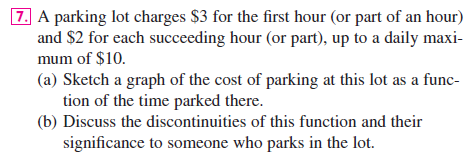 7. A parking lot charges $3 for the first hour (or part of an hour)
and $2 for each succeeding hour (or part), up to a daily maxi-
mum of $10.
(a) Sketch a graph of the cost of parking at this lot as a func-
tion of the time parked there.
(b) Discuss the discontinuities of this function and their
significance to someone who parks in the lot.